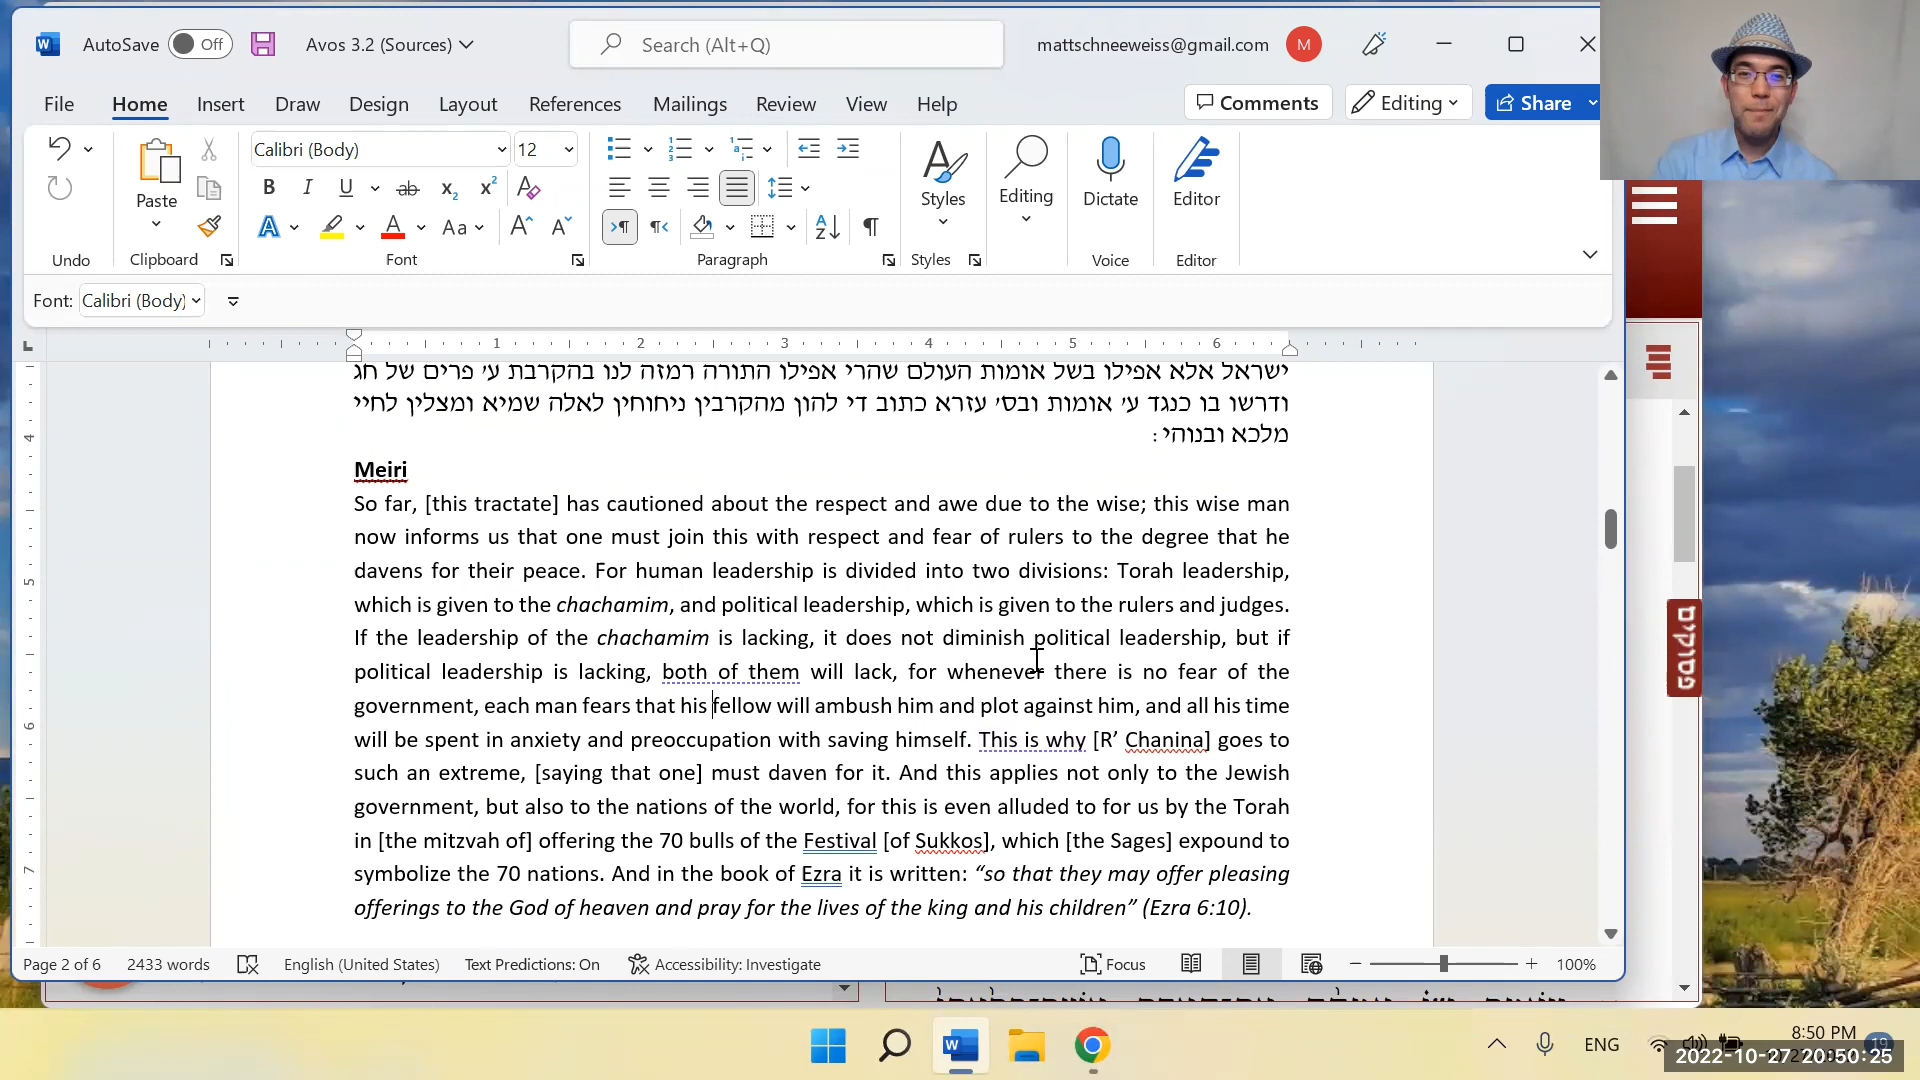 AutoSave Off Avos 3.2 (Sources) Search (Alt+Q) mattschneeweiss@gmail.com M
File Home Insert Draw Design Layout References Mailings Review View Help Comments Editing Share
Calibri (Body) 12
Paste
Styles Editing Dictate Editor
Undo Clipboard Font Paragraph Styles Voice Editor
Font: Calibri (Body)
1 2 3 4 5 6
ישראל אלא אפילו בשל אומות העולם שהרי אפילו התורה רמזה לנו בהקרבת ע׳ פרים של חג
ודרשו בו כנגד ע׳ אומות ובס׳ עזרא כתוב די להון מהקרבין ניחוחין לאלה שמיא ומצלין לחיי
מלכא ובנוהי:
Meiri
So far, [this tractate] has cautioned about the respect and awe due to the wise; this wise man
now informs us that one must join this with respect and fear of rulers to the degree that he
davens for their peace. For human leadership is divided into two divisions: Torah leadership,
which is given to the chachamim, and political leadership, which is given to the rulers and judges.
If the leadership of the chachamim is lacking, it does not diminish political leadership, but if
political leadership is lacking, both of them will lack, for whenever there is no fear of the
government, each man fears that his fellow will ambush him and plot against him, and all his time
will be spent in anxiety and preoccupation with saving himself. This is why [R’ Chanina] goes to
such an extreme, [saying that one] must daven for it. And this applies not only to the Jewish
government, but also to the nations of the world, for this is even alluded to for us by the Torah
in [the mitzvah of] offering the 70 bulls of the Festival [of Sukkos], which [the Sages] expound to
symbolize the 70 nations. And in the book of Ezra it is written: “so that they may offer pleasing
offerings to the God of heaven and pray for the lives of the king and his children” (Ezra 6:10).
4
5
6
7
Page 2 of 6 2433 words English (United States) Text Predictions: On Accessibility: Investigate Focus 100%
ENG 8:50 PM 19
2022-10-27 20:50:25